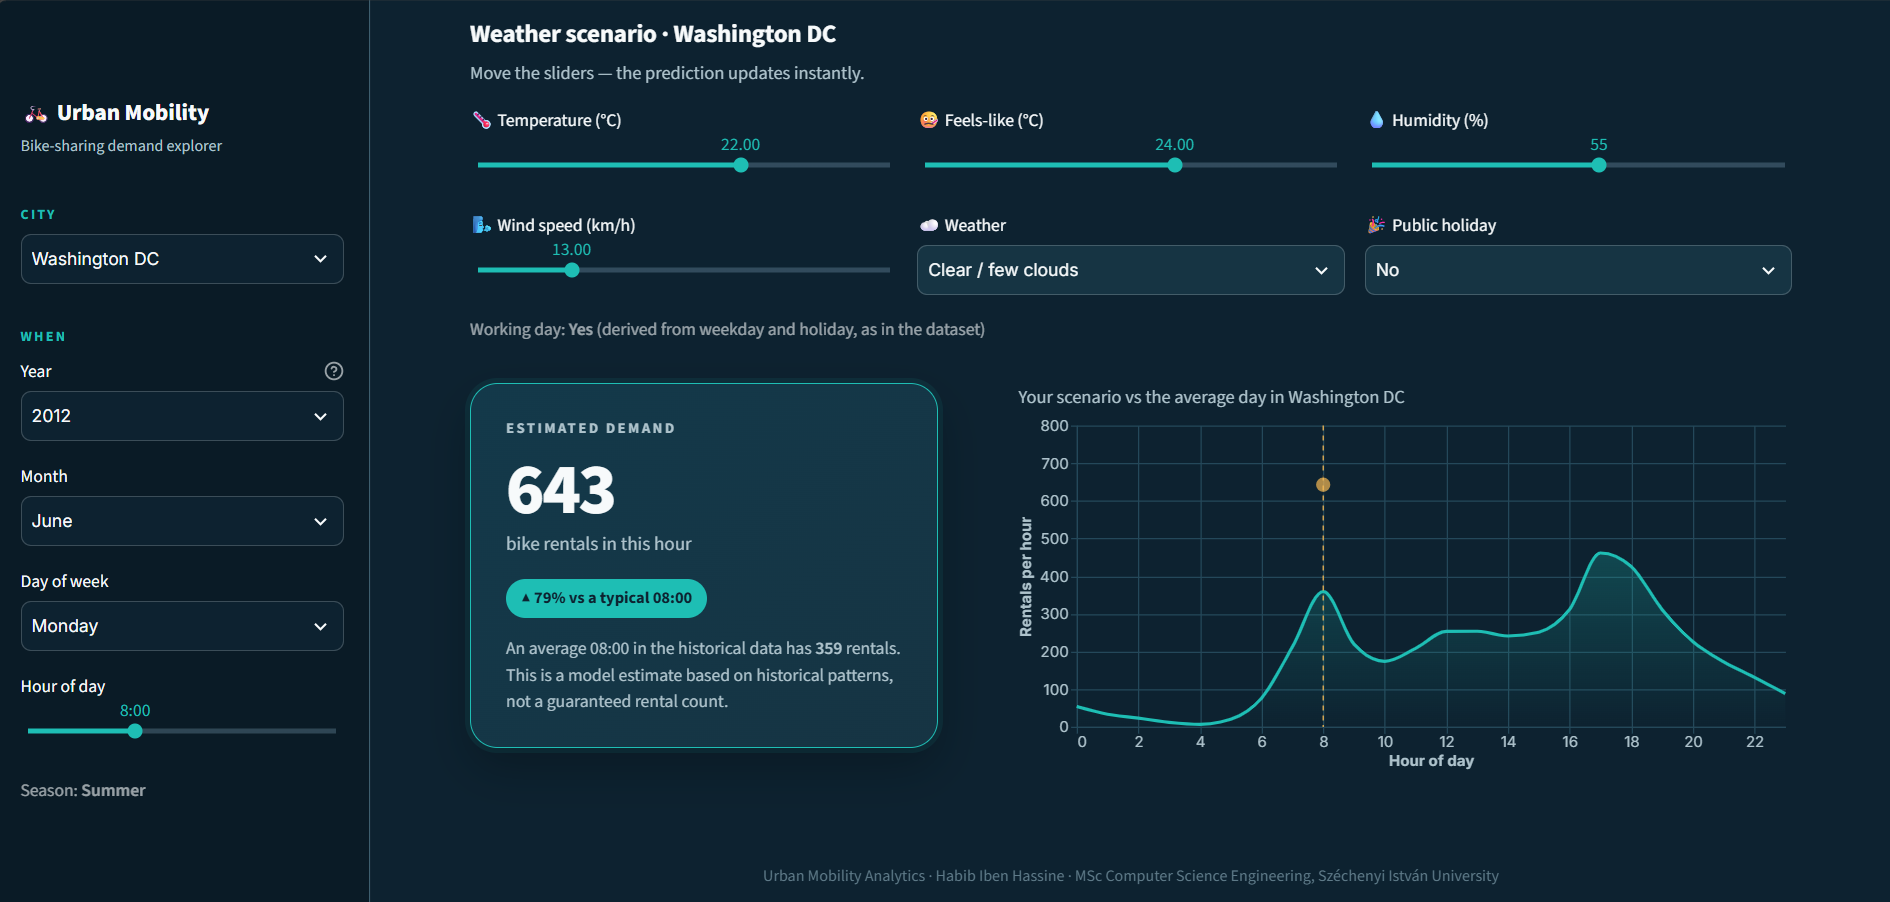 Urban Mobility
Bike-sharing demand explorer
CITY
Washington DC
WHEN
Year
2012
Month
June
Day of week
Monday
Hour of day
8:00
Season: Summer
Weather scenario · Washington DC
Move the sliders — the prediction updates instantly.
Temperature (°C)
22.00
Feels-like (°C)
24.00
Humidity (%)
55
Wind speed (km/h)
13.00
Weather
Clear / few clouds
Public holiday
No
Working day: Yes (derived from weekday and holiday, as in the dataset)
ESTIMATED DEMAND
643
bike rentals in this hour
▲ 79% vs a typical 08:00
An average 08:00 in the historical data has 359 rentals.
This is a model estimate based on historical patterns,
not a guaranteed rental count.
Your scenario vs the average day in Washington DC
Rentals per hour
800
700
600
500
400
300
200
100
0
0 2 4 6 8 10 12 14 16 18 20 22
Hour of day
Urban Mobility Analytics · Habib Iben Hassine · MSc Computer Science Engineering, Széchenyi István University